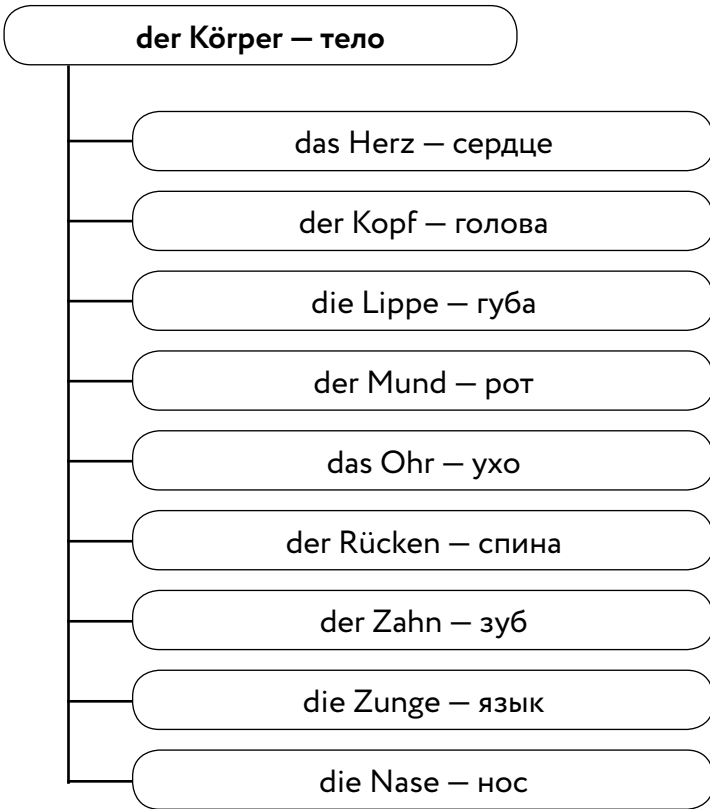 der Körper — тело
das Herz — сердце
der Kopf — голова
die Lippe — губа
der Mund — рот
das Ohr — ухо
der Rücken — спина
der Zahn — зуб
die Zunge — язык
die Nase — нос